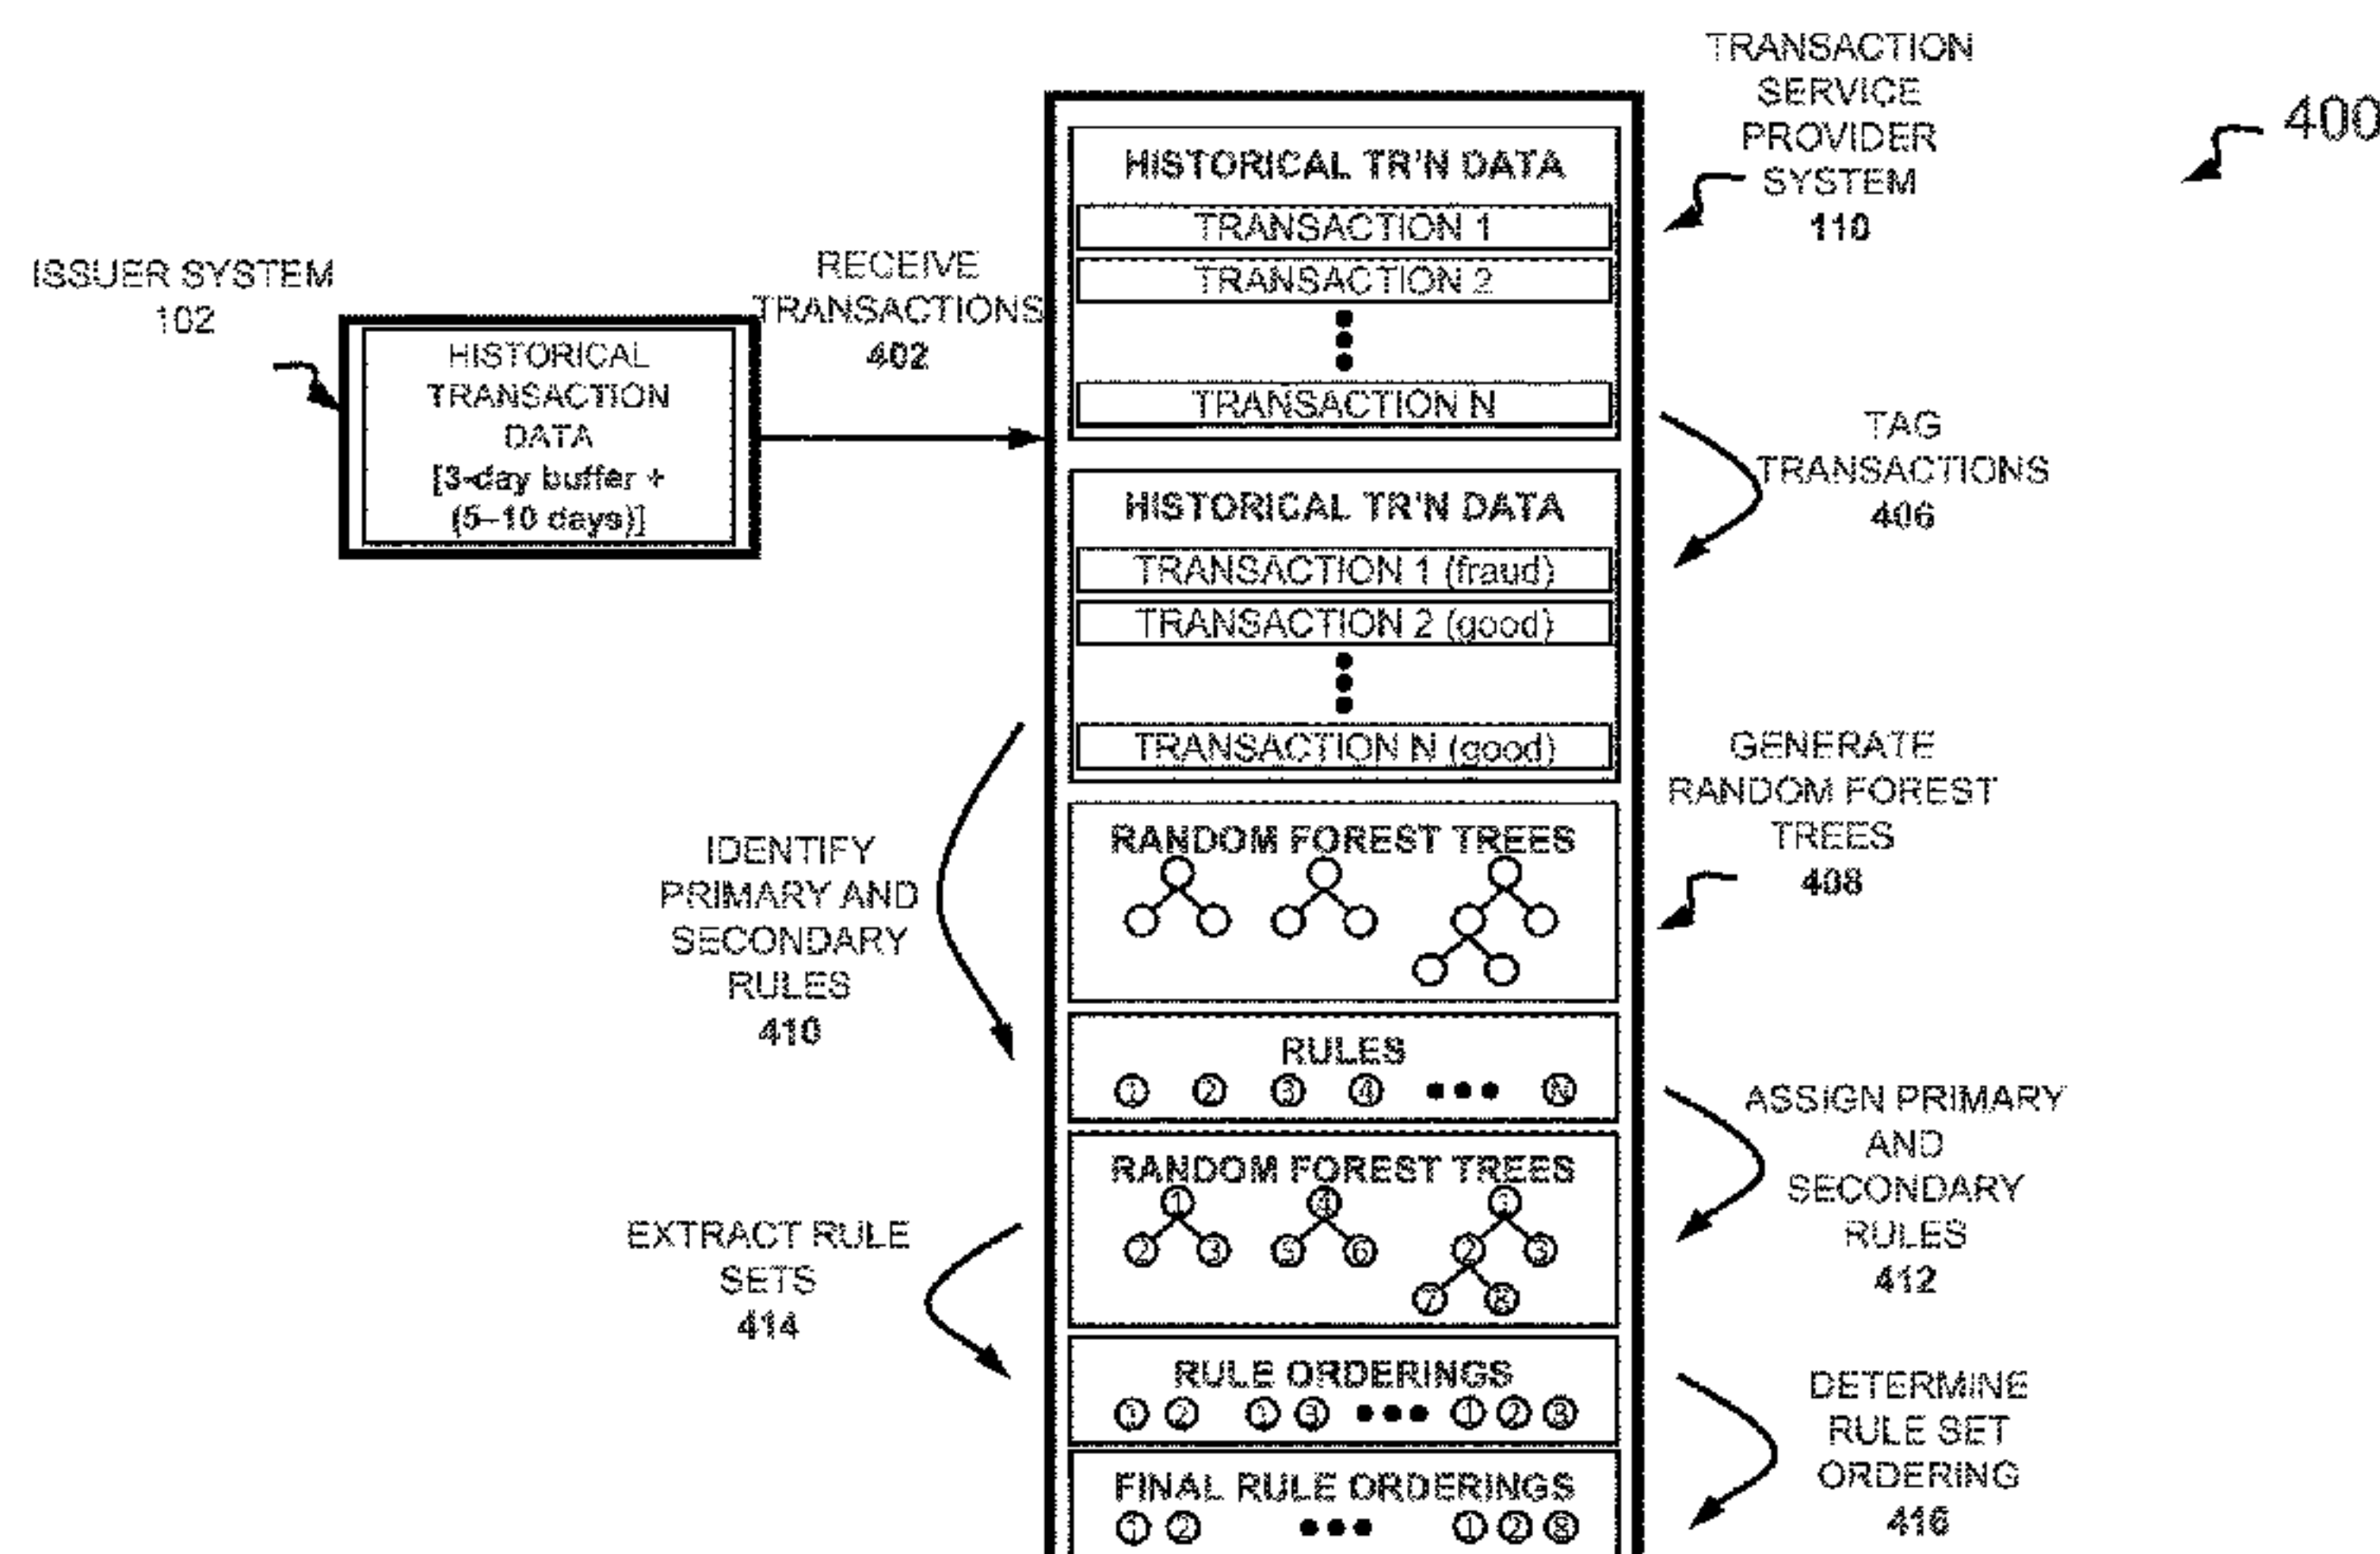 400
TRANSACTION
SERVICE
PROVIDER
SYSTEM
110
ISSUER SYSTEM
102
HISTORICAL
TRANSACTION
DATA
[3-day buffer +
(5–10 days)]
RECEIVE
TRANSACTIONS
402
HISTORICAL TR'N DATA
TRANSACTION 1
TRANSACTION 2
TRANSACTION N
TAG
TRANSACTIONS
406
HISTORICAL TR'N DATA
TRANSACTION 1 (fraud)
TRANSACTION 2 (good)
TRANSACTION N (good)
GENERATE
RANDOM FOREST
TREES
408
RANDOM FOREST TREES
IDENTIFY
PRIMARY AND
SECONDARY
RULES
410
RULES
1 2 3 4 N
ASSIGN PRIMARY
AND
SECONDARY
RULES
412
RANDOM FOREST TREES
1 4 1
2 3 5 6 2 3
7 8
EXTRACT RULE
SETS
414
RULE ORDERINGS
1 2 1 3 1 2 8
DETERMINE
RULE SET
ORDERING
416
FINAL RULE ORDERINGS
1 2 1 2 8